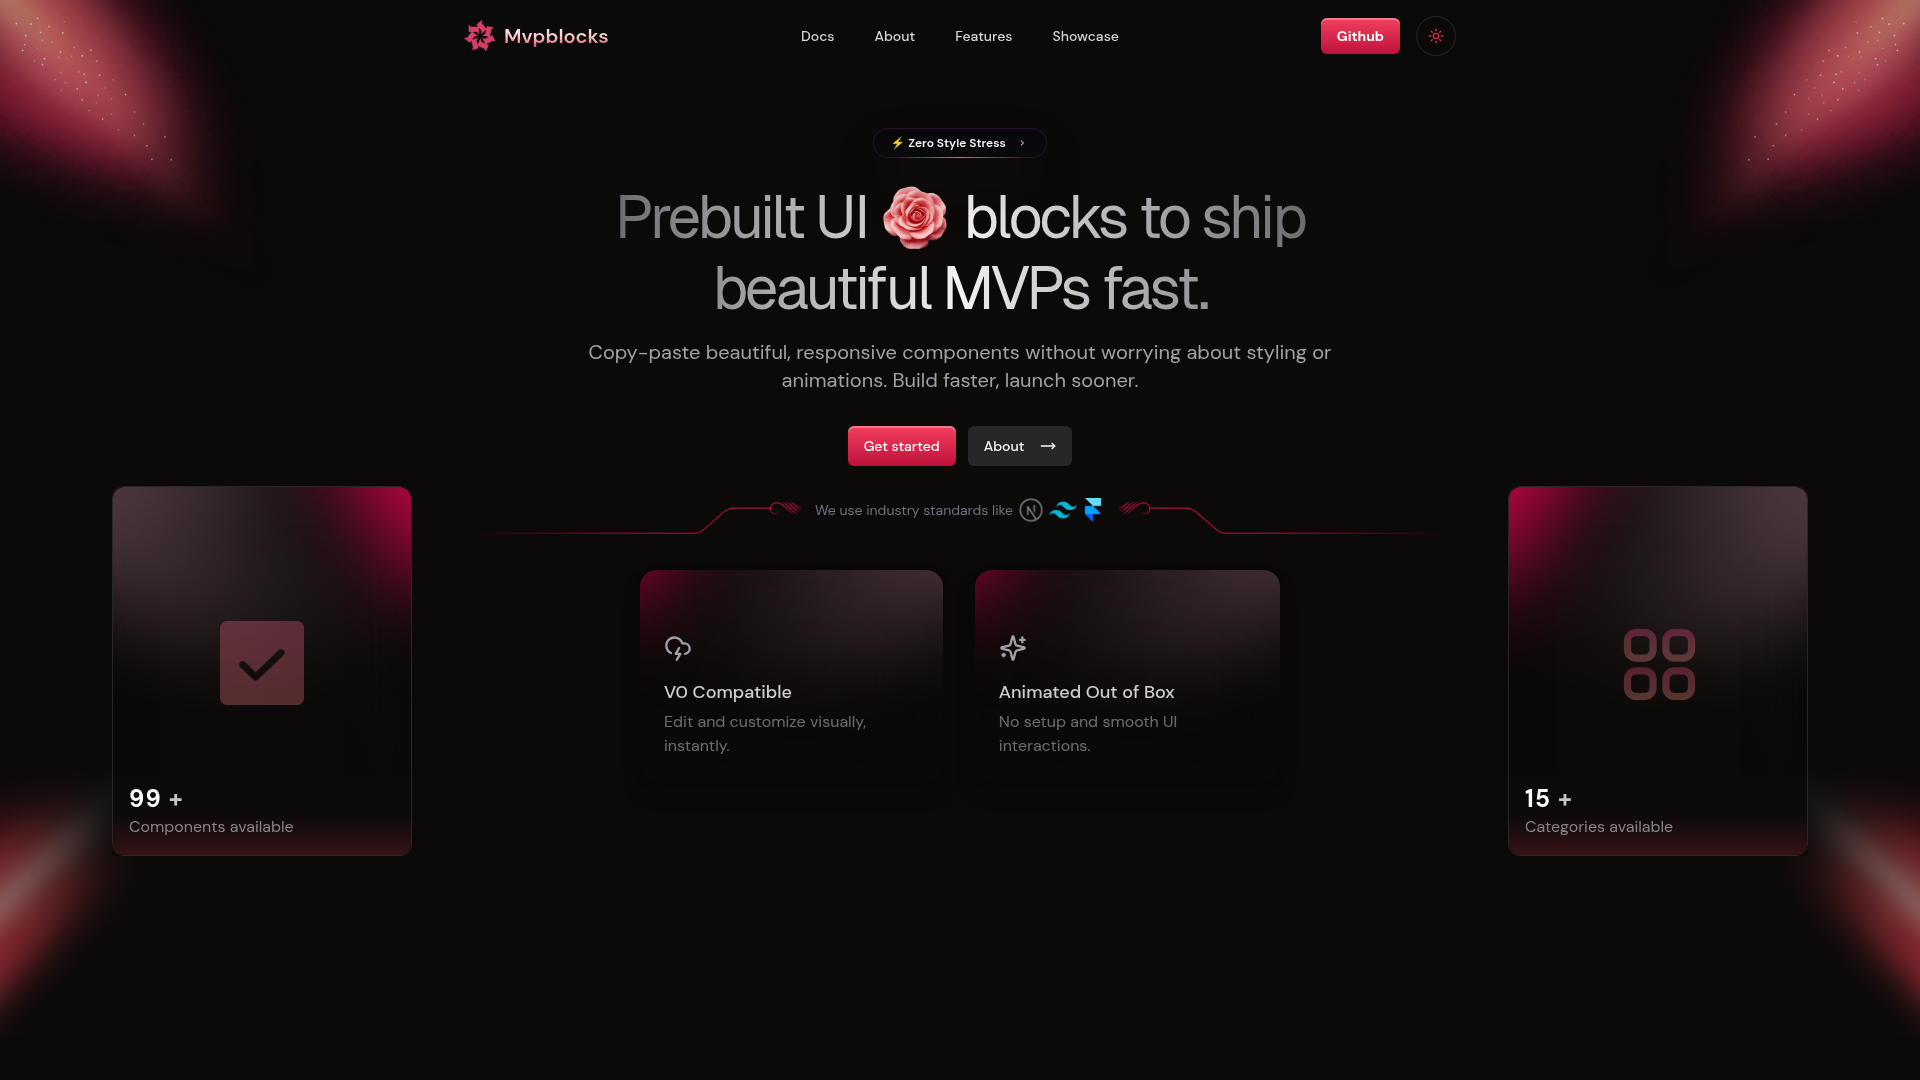 Mvpblocks
Docs
About
Features
Showcase
Github
⚡ Zero Style Stress
Prebuilt UI blocks to ship
beautiful MVPs fast.
Copy-paste beautiful, responsive components without worrying about styling or
animations. Build faster, launch sooner.
Get started
About
We use industry standards like
V0 Compatible
Edit and customize visually,
instantly.
Animated Out of Box
No setup and smooth UI
interactions.
99 +
Components available
15 +
Categories available